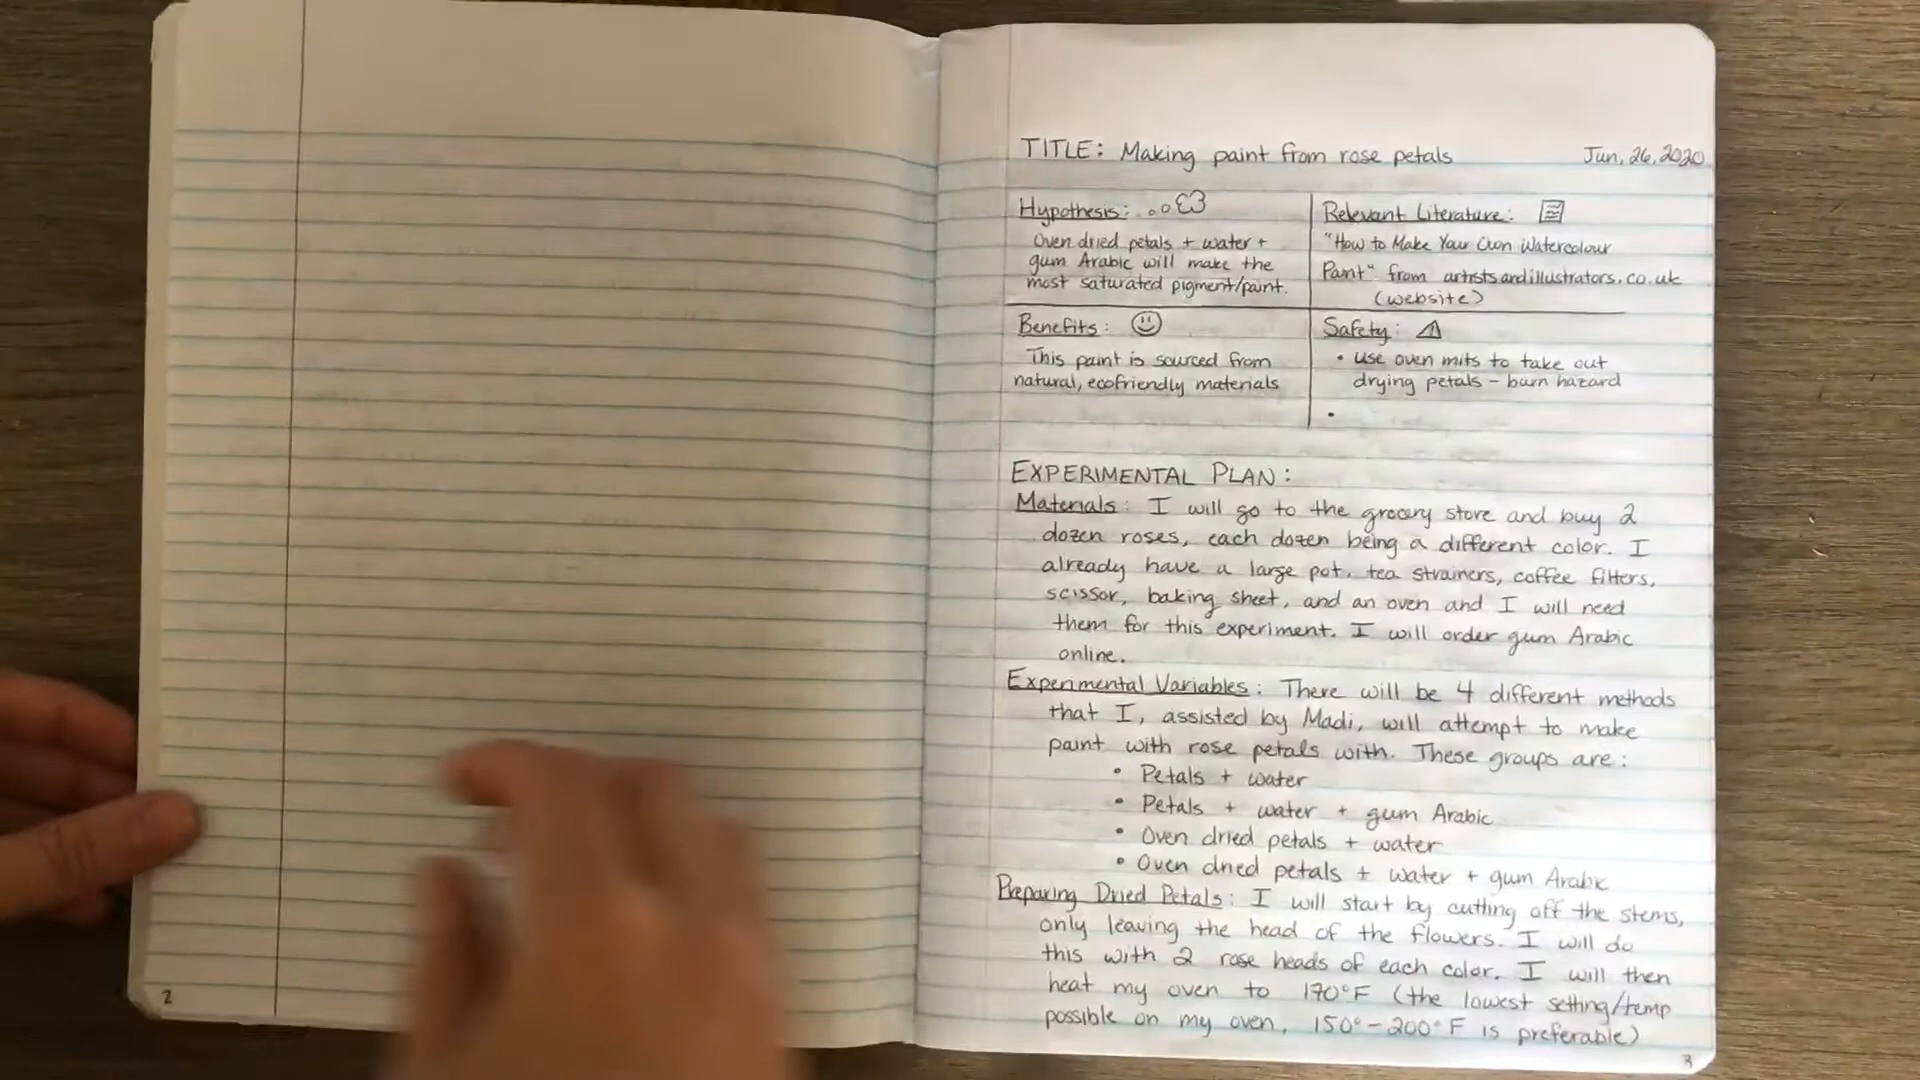 TITLE: Making paint from rose petals Jun, 26, 2020
Hypothesis:
Oven dried petals + water +
gum Arabic will make the
most saturated pigment/paint.
Relevant Literature:
"How to Make Your Own Watercolour
Paint" from artistsandillustrators.co.uk
(website)
Benefits:
This paint is sourced from
natural, ecofriendly materials
Safety:
• use oven mits to take out
drying petals - burn hazard
•
EXPERIMENTAL PLAN:
Materials: I will go to the grocery store and buy 2
dozen roses, each dozen being a different color. I
already have a large pot, tea strainers, coffee filters,
scissor, baking sheet, and an oven and I will need
them for this experiment. I will order gum Arabic
online.
Experimental Variables: There will be 4 different methods
that I, assisted by Madi, will attempt to make
paint with rose petals with. These groups are:
• Petals + water
• Petals + water + gum Arabic
• Oven dried petals + water
• Oven dried petals + water + gum Arabic
Preparing Dried Petals: I will start by cutting off the stems,
only leaving the head of the flowers. I will do
this with 2 rose heads of each color. I will then
heat my oven to 170°F (the lowest setting/temp
possible on my oven, 150°-200°F is preferable)
2
3